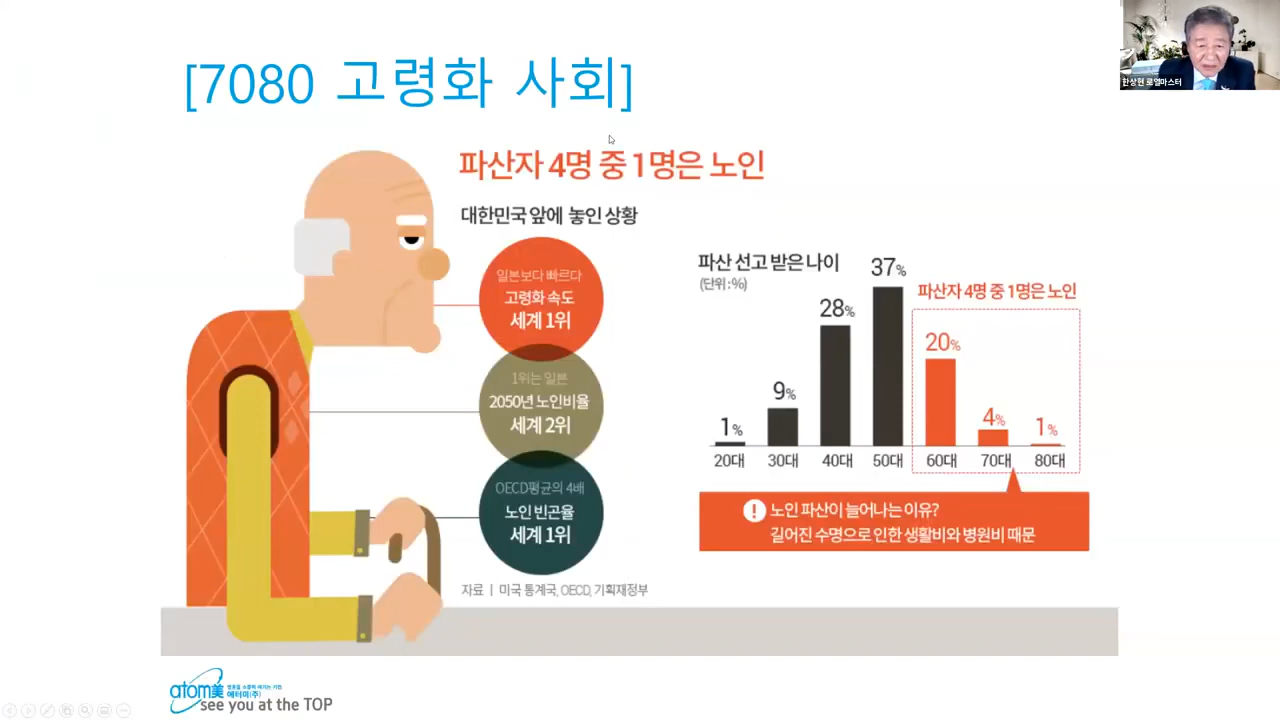 [7080 고령화 사회]
한상현 로열마스터
파산자 4명 중 1명은 노인
대한민국 앞에 놓인 상황
일본보다 빠르다
고령화 속도
세계 1위
1위는 일본
2050년 노인비율
세계 2위
OECD평균의 4배
노인 빈곤율
세계 1위
자료 | 미국 통계국, OECD, 기획재정부
파산 선고 받은 나이
(단위:%)
파산자 4명 중 1명은 노인
1%
9%
28%
37%
20%
4%
1%
20대 30대 40대 50대 60대 70대 80대
! 노인 파산이 늘어나는 이유?
길어진 수명으로 인한 생활비와 병원비 때문
atom美
애터미(주)
see you at the TOP